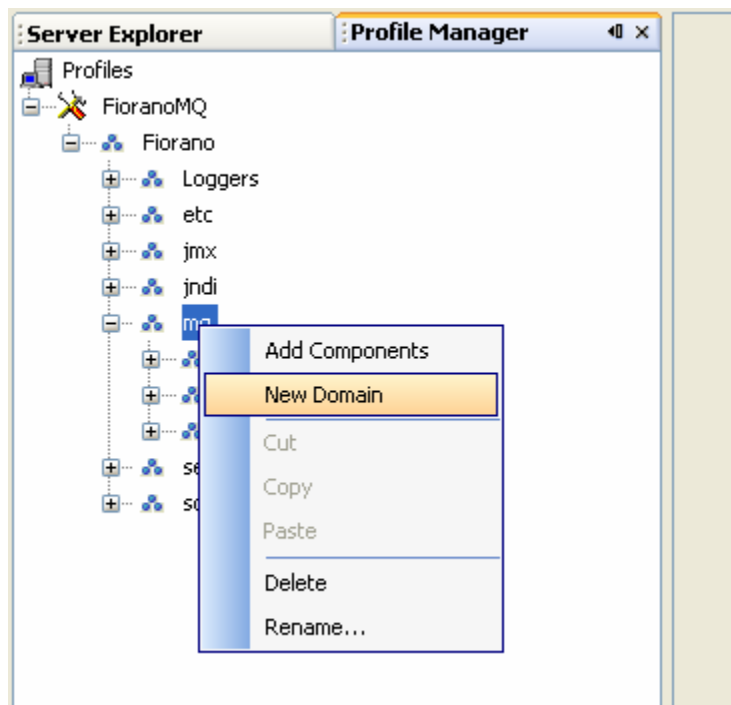 Server Explorer
Profile Manager
Profiles
FioranoMQ
Fiorano
Loggers
etc
jmx
jndi
Add Components
New Domain
Cut
Copy
Paste
Delete
Rename...